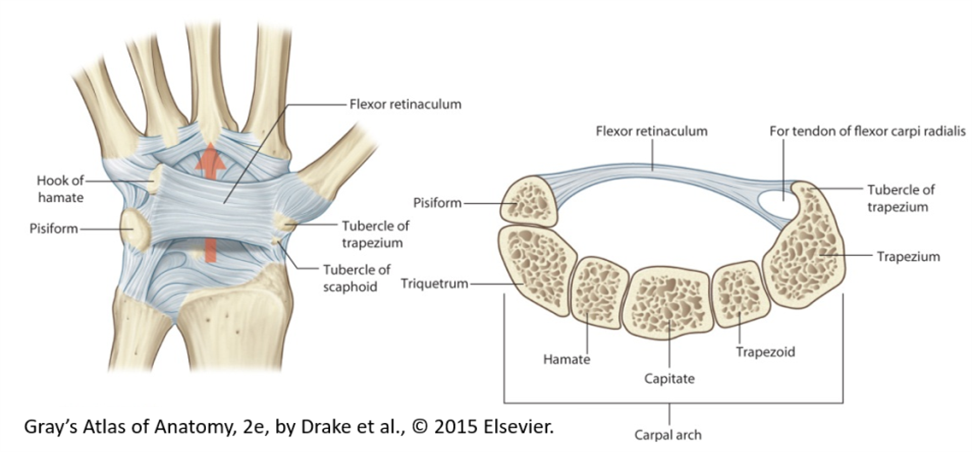 Flexor retinaculum
Hook of
hamate
Pisiform
Tubercle of
trapezium
Tubercle of
scaphoid
Flexor retinaculum
For tendon of flexor carpi radialis
Pisiform
Tubercle of
trapezium
Trapezium
Triquetrum
Hamate
Trapezoid
Capitate
Carpal arch
Gray’s Atlas of Anatomy, 2e, by Drake et al., © 2015 Elsevier.